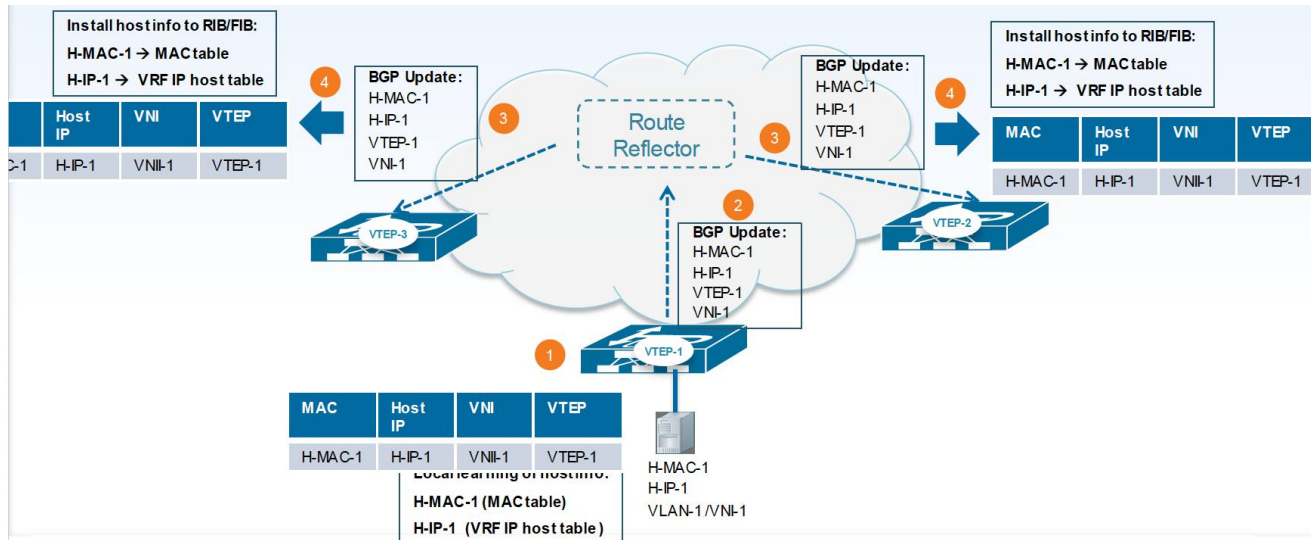 Install host info to RIB/FIB:
H-MAC-1 → MAC table
H-IP-1 → VRF IP host table
4
BGP Update:
H-MAC-1
H-IP-1
VTEP-1
VNI-1
3
Host IP VNI VTEP
C-1 H-IP-1 VNII-1 VTEP-1
VTEP-3
Route
Reflector
2
BGP Update:
H-MAC-1
H-IP-1
VTEP-1
VNI-1
3
BGP Update:
H-MAC-1
H-IP-1
VTEP-1
VNI-1
4
Install host info to RIB/FIB:
H-MAC-1 → MAC table
H-IP-1 → VRF IP host table
MAC Host IP VNI VTEP
H-MAC-1 H-IP-1 VNII-1 VTEP-1
VTEP-2
1
VTEP-1
MAC Host IP VNI VTEP
H-MAC-1 H-IP-1 VNII-1 VTEP-1
Local learning of host info:
H-MAC-1 (MAC table)
H-IP-1 (VRF IP host table)
H-MAC-1
H-IP-1
VLAN-1 /VNI-1